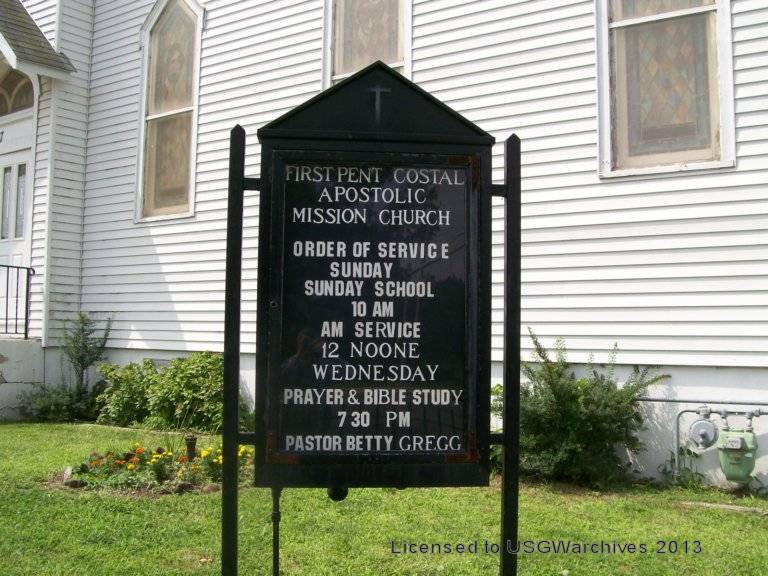 FIRST PENT COSTAL
APOSTOLIC
MISSION CHURCH
ORDER OF SERVICE
SUNDAY
SUNDAY SCHOOL
10 AM
AM SERVICE
12 NOONE
WEDNESDAY
PRAYER & BIBLE STUDY
7 30 PM
PASTOR BETTY GREGG
Licensed to USGWarchives 2013